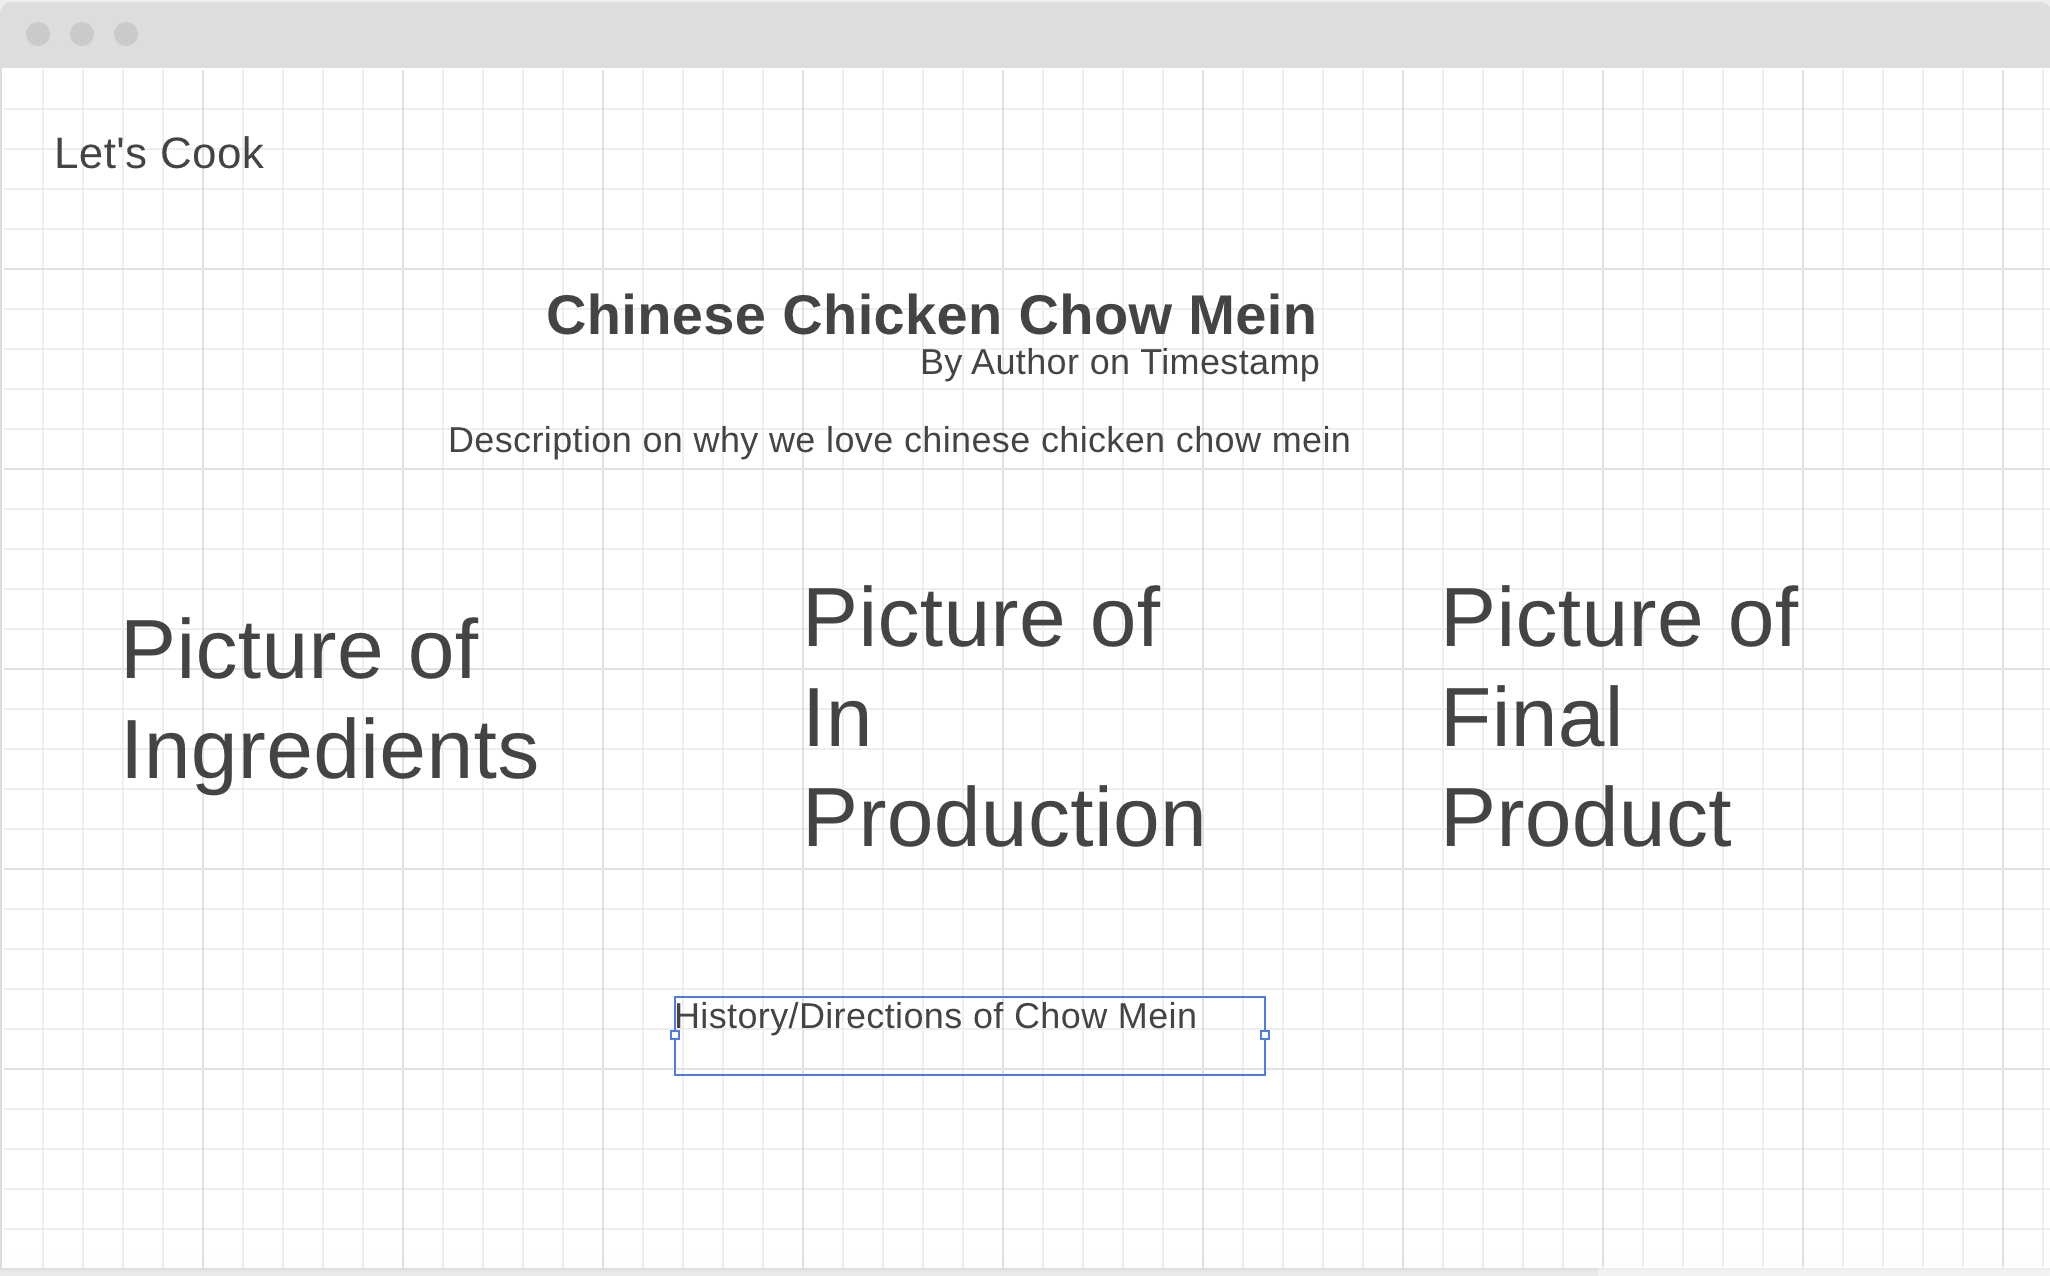 Let's Cook
Chinese Chicken Chow Mein
By Author on Timestamp
Description on why we love chinese chicken chow mein
Picture of
Ingredients
Picture of
In
Production
Picture of
Final
Product
History/Directions of Chow Mein